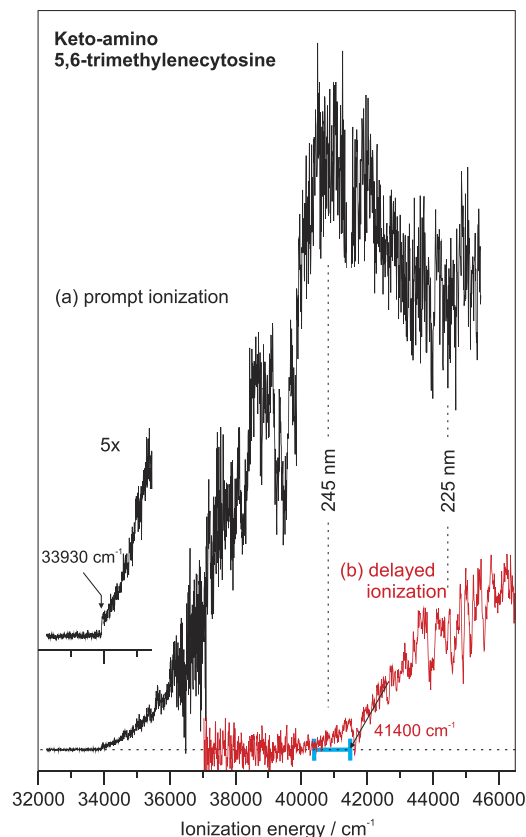 Keto-amino
5,6-trimethylenecytosine
(a) prompt ionization
5x
245 nm
225 nm
33930 cm⁻¹
(b) delayed
ionization
41400 cm⁻¹
32000 34000 36000 38000 40000 42000 44000 46000
Ionization energy / cm⁻¹